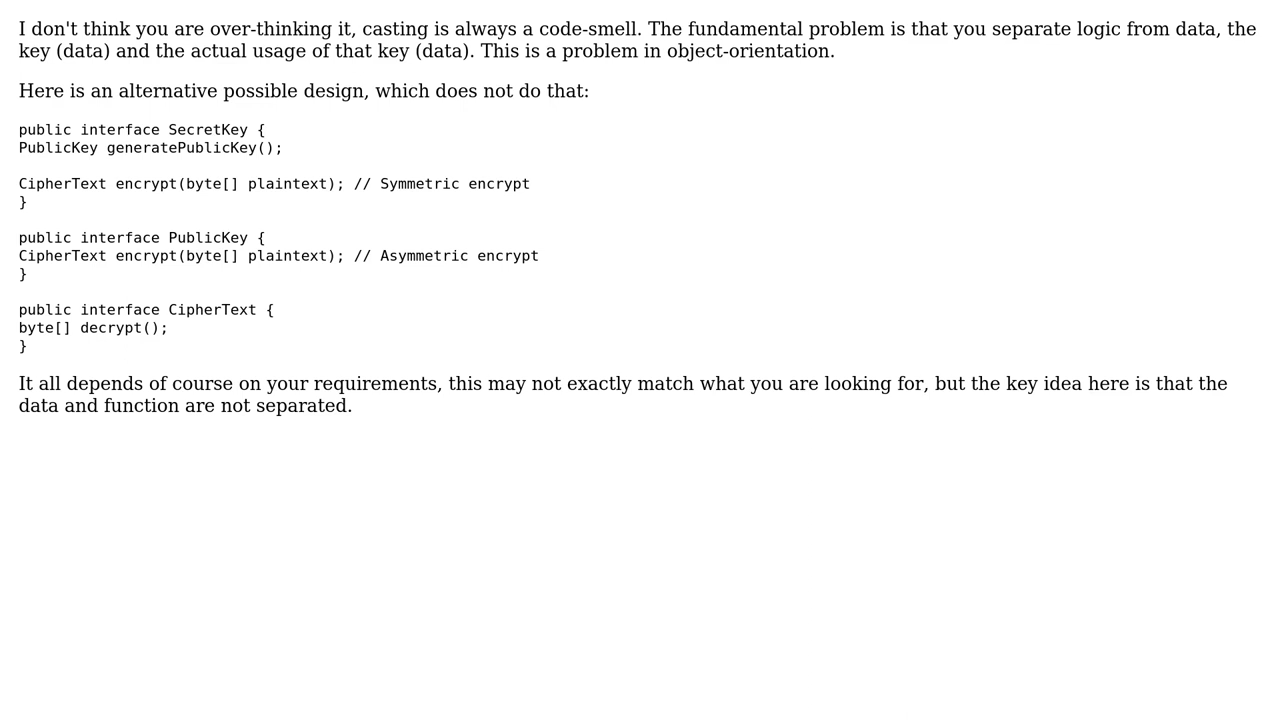 I don't think you are over-thinking it, casting is always a code-smell. The fundamental problem is that you separate logic from data, the
key (data) and the actual usage of that key (data). This is a problem in object-orientation.
Here is an alternative possible design, which does not do that:
public interface SecretKey {
PublicKey generatePublicKey();
CipherText encrypt(byte[] plaintext); // Symmetric encrypt
}
public interface PublicKey {
CipherText encrypt(byte[] plaintext); // Asymmetric encrypt
}
public interface CipherText {
byte[] decrypt();
}
It all depends of course on your requirements, this may not exactly match what you are looking for, but the key idea here is that the
data and function are not separated.